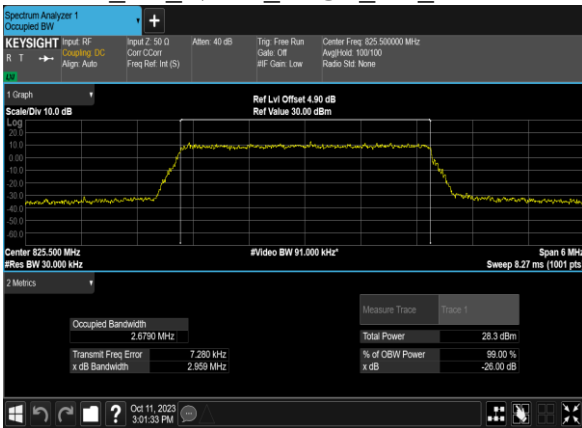 Spectrum Analyzer 1
Occupied BW
KEYSIGHT
R T
LW
Input: RF
Coupling: DC
Align: Auto
Input Z: 50 Ω
Corr CCorr
Freq Ref: Int (S)
Atten: 40 dB
Trig: Free Run
Gate: Off
#IF Gain: Low
Center Freq: 825.500000 MHz
Avg|Hold: 100/100
Radio Std: None
1 Graph
Scale/Div 10.0 dB
Ref Lvl Offset 4.90 dB
Ref Value 30.00 dBm
Log
20.0
10.0
0.00
-10.0
-20.0
-30.0
-40.0
-50.0
-60.0
Center 825.500 MHz
#Res BW 30.000 kHz
#Video BW 91.000 kHz*
Span 6 MHz
Sweep 8.27 ms (1001 pts
2 Metrics
Measure Trace
Trace 1
Occupied Bandwidth
2.6790 MHz
Total Power
28.3 dBm
Transmit Freq Error
7.280 kHz
% of OBW Power
99.00 %
x dB Bandwidth
2.959 MHz
x dB
-26.00 dB
?
Oct 11, 2023
3:01:33 PM